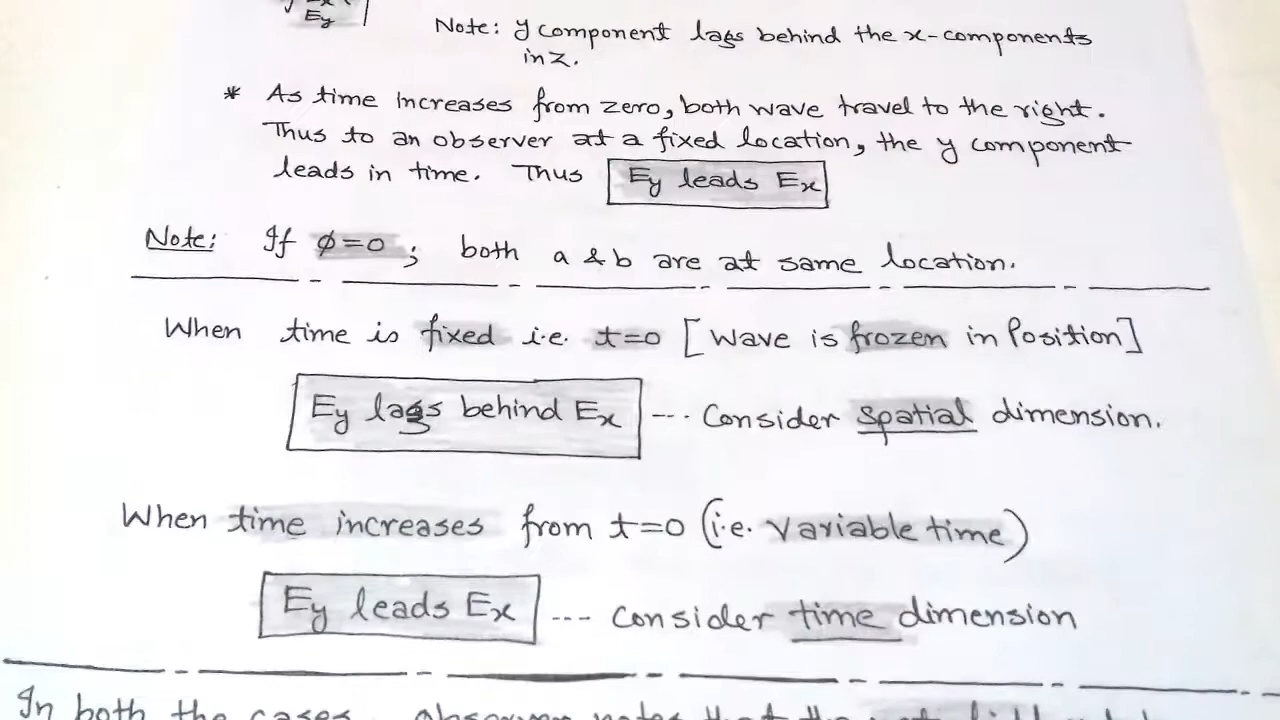 Ey
Note: y component lags behind the x-components
in z.
* As time increases from zero, both wave travel to the right.
Thus to an observer at a fixed location, the y component
leads in time. Thus Ey leads Ex
Note: If φ=0; both a & b are at same location.
When time is fixed i.e. t=0 [Wave is frozen in Position]
Ey lags behind Ex --- Consider spatial dimension.
When time increases from t=0 (i.e. Variable time)
Ey leads Ex ---- Consider time dimension
In both the cases,